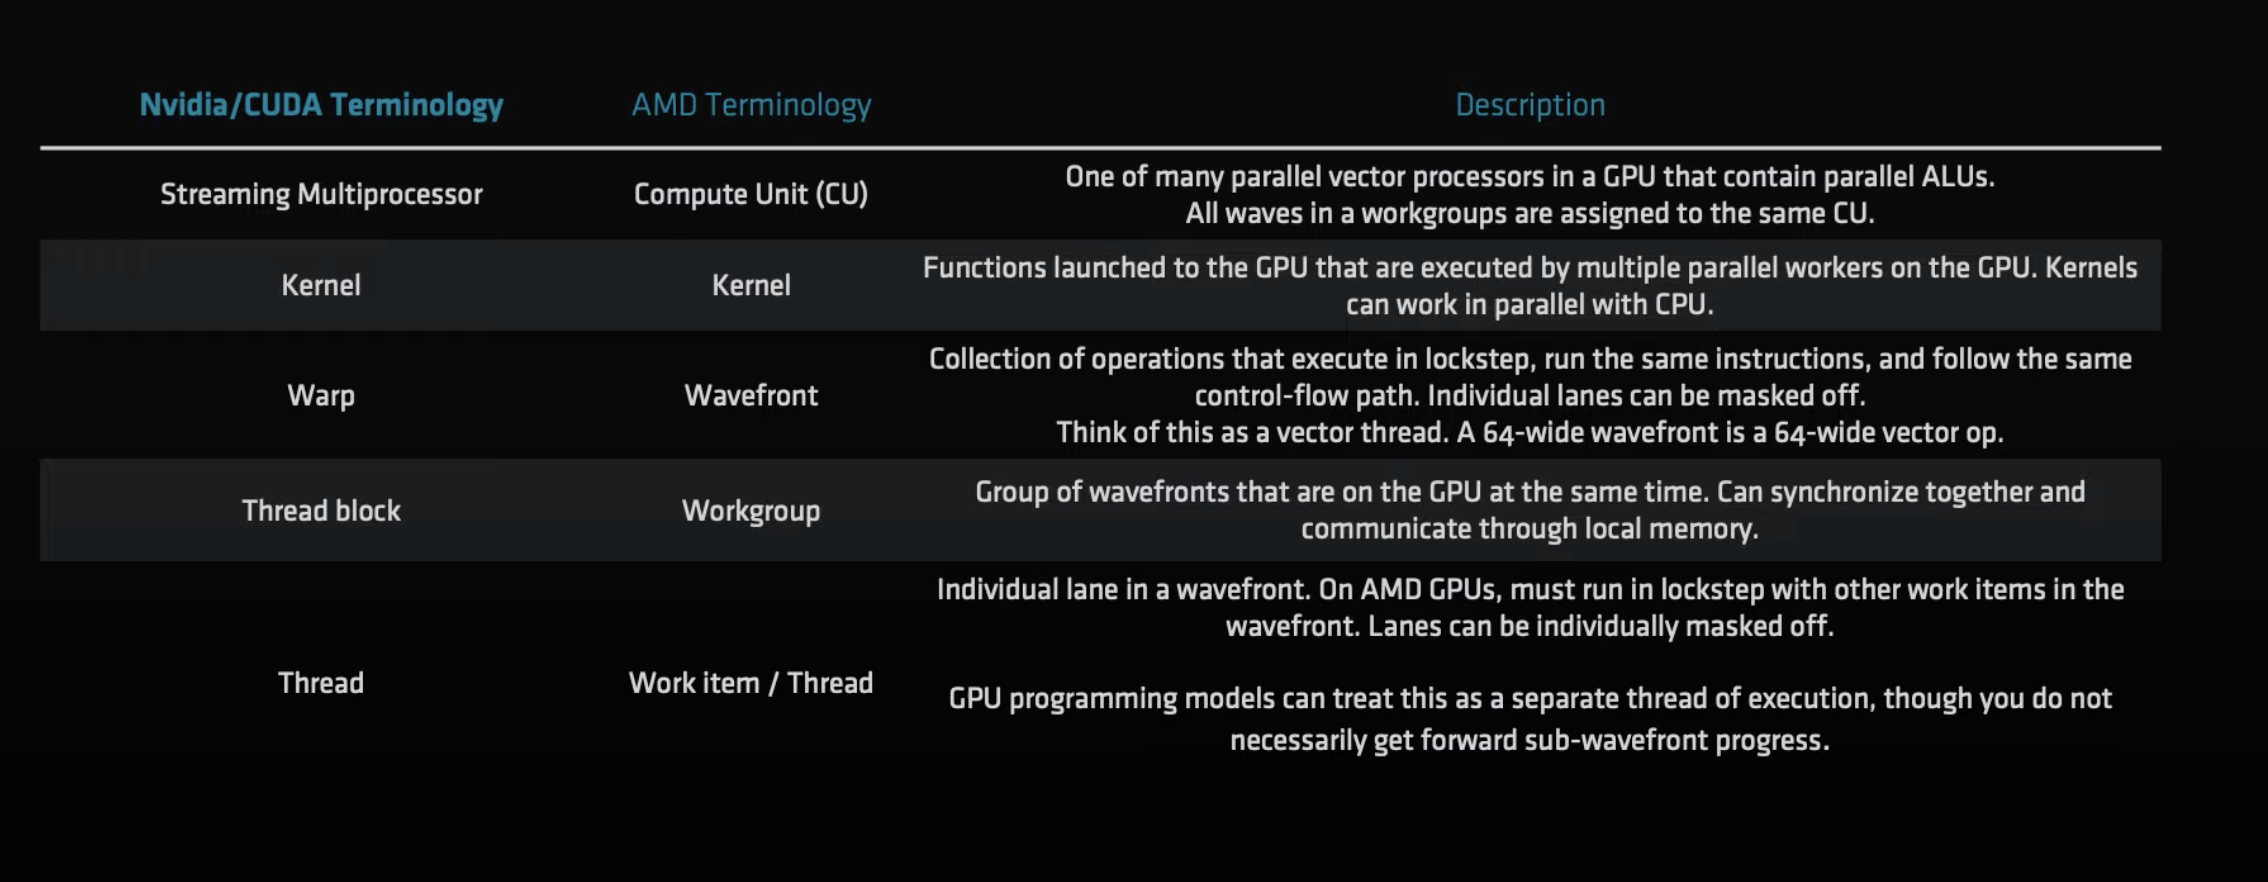 Nvidia/CUDA Terminology AMD Terminology Description
Streaming Multiprocessor Compute Unit (CU) One of many parallel vector processors in a GPU that contain parallel ALUs.
All waves in a workgroups are assigned to the same CU.
Kernel Kernel Functions launched to the GPU that are executed by multiple parallel workers on the GPU. Kernels
can work in parallel with CPU.
Warp Wavefront Collection of operations that execute in lockstep, run the same instructions, and follow the same
control-flow path. Individual lanes can be masked off.
Think of this as a vector thread. A 64-wide wavefront is a 64-wide vector op.
Thread block Workgroup Group of wavefronts that are on the GPU at the same time. Can synchronize together and
communicate through local memory.
Thread Work item / Thread Individual lane in a wavefront. On AMD GPUs, must run in lockstep with other work items in the
wavefront. Lanes can be individually masked off.
GPU programming models can treat this as a separate thread of execution, though you do not
necessarily get forward sub-wavefront progress.